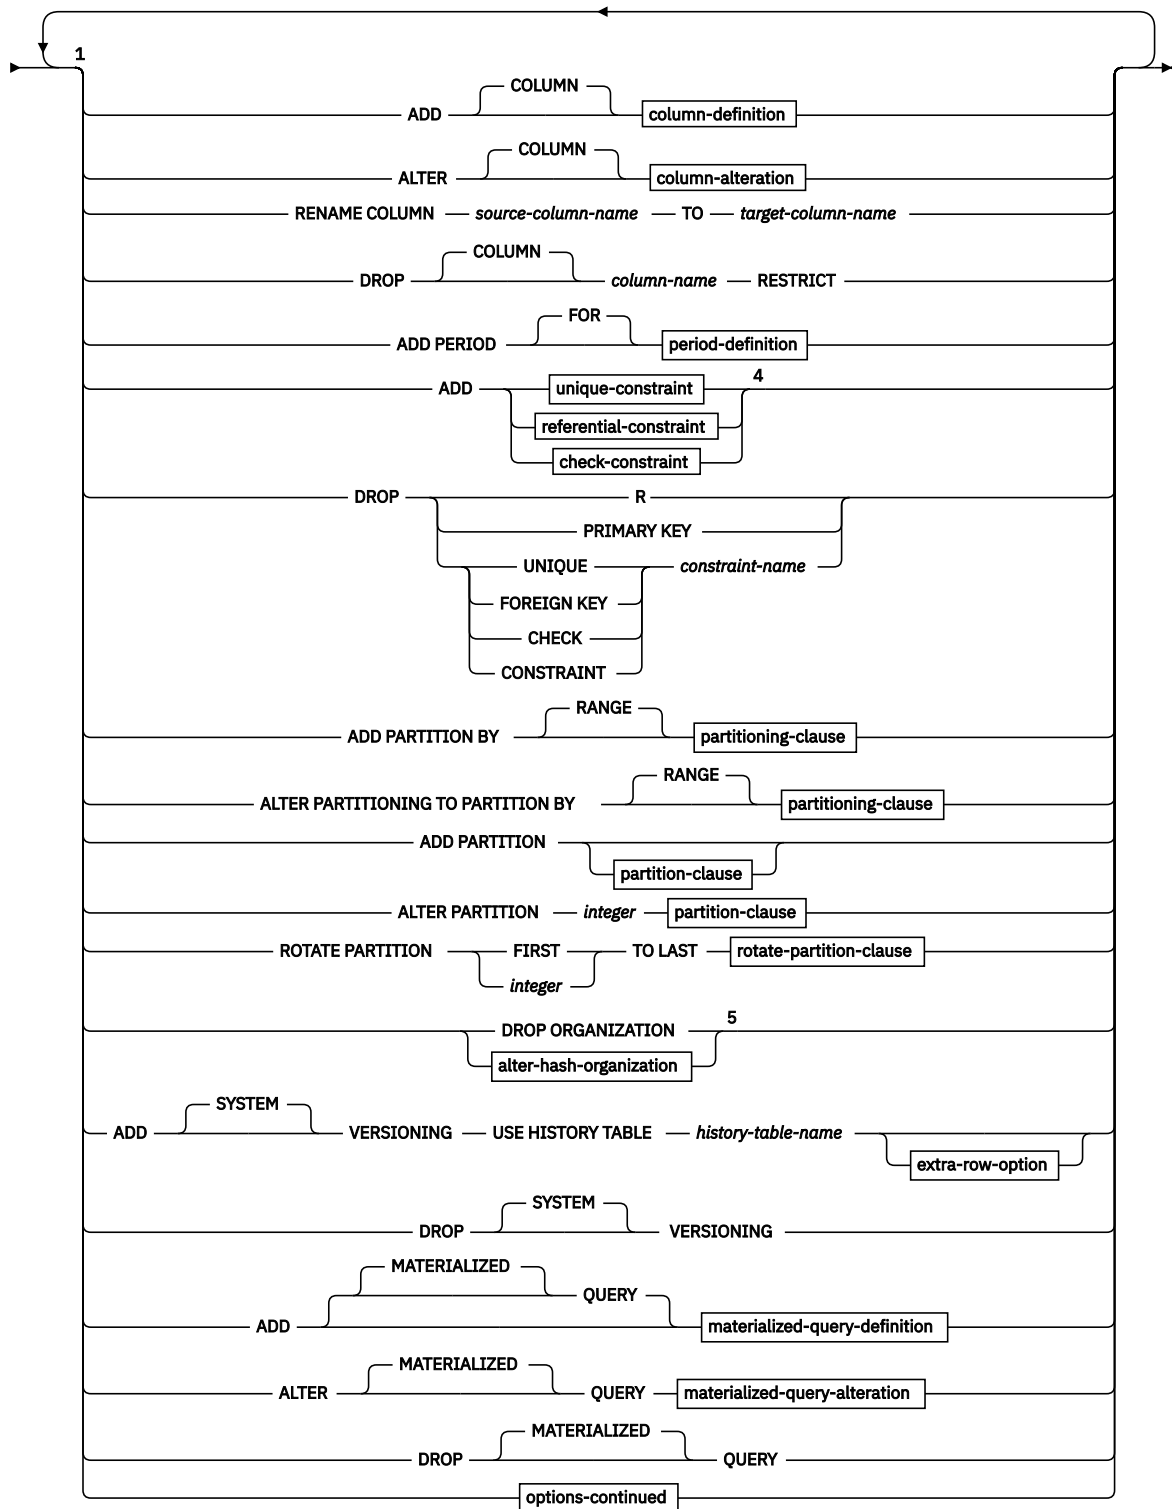 1
COLUMN
ADD column-definition
COLUMN
ALTER column-alteration
RENAME COLUMN source-column-name TO target-column-name
COLUMN
DROP column-name RESTRICT
FOR
ADD PERIOD period-definition
4
ADD unique-constraint
referential-constraint
check-constraint
DROP R
PRIMARY KEY
UNIQUE constraint-name
FOREIGN KEY
CHECK
CONSTRAINT
RANGE
ADD PARTITION BY partitioning-clause
RANGE
ALTER PARTITIONING TO PARTITION BY partitioning-clause
ADD PARTITION
partition-clause
ALTER PARTITION integer partition-clause
ROTATE PARTITION FIRST TO LAST rotate-partition-clause
integer
5
DROP ORGANIZATION
alter-hash-organization
SYSTEM
ADD VERSIONING USE HISTORY TABLE history-table-name
extra-row-option
SYSTEM
DROP VERSIONING
MATERIALIZED
QUERY
ADD materialized-query-definition
MATERIALIZED
ALTER QUERY materialized-query-alteration
MATERIALIZED
DROP QUERY
options-continued